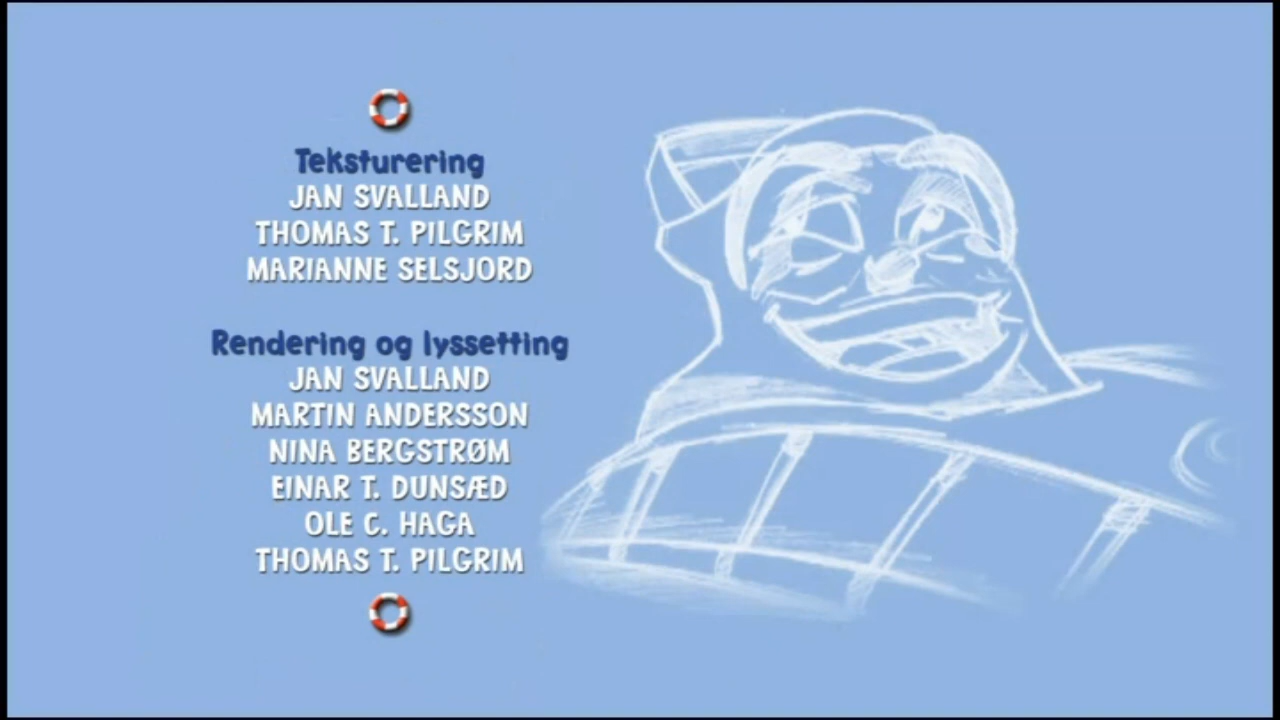 Teksturering
JAN SVALLAND
THOMAS T. PILGRIM
MARIANNE SELSJORD
Rendering og lyssetting
JAN SVALLAND
MARTIN ANDERSSON
NINA BERGSTRØM
EINAR T. DUNSÆD
OLE C. HAGA
THOMAS T. PILGRIM